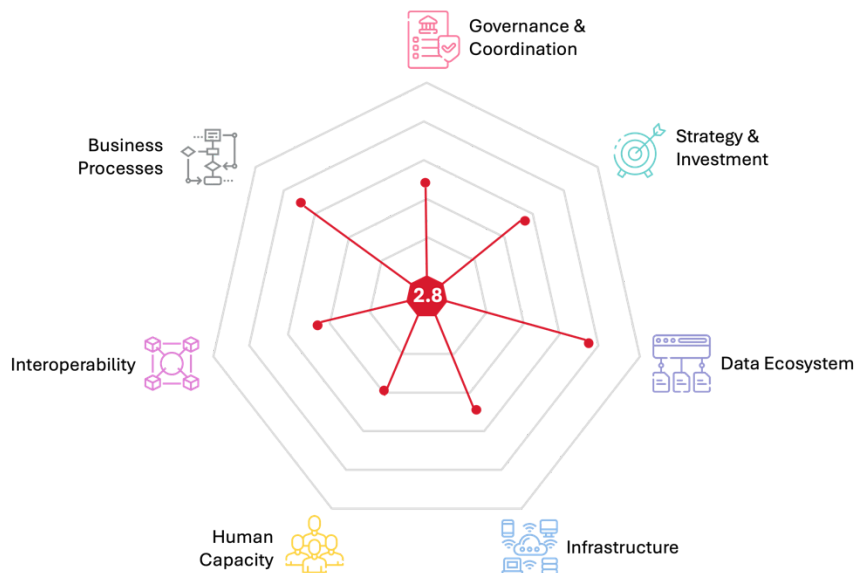 Governance &
Coordination
Strategy &
Investment
Business
Processes
2.8
Interoperability
Data Ecosystem
Human
Capacity
Infrastructure